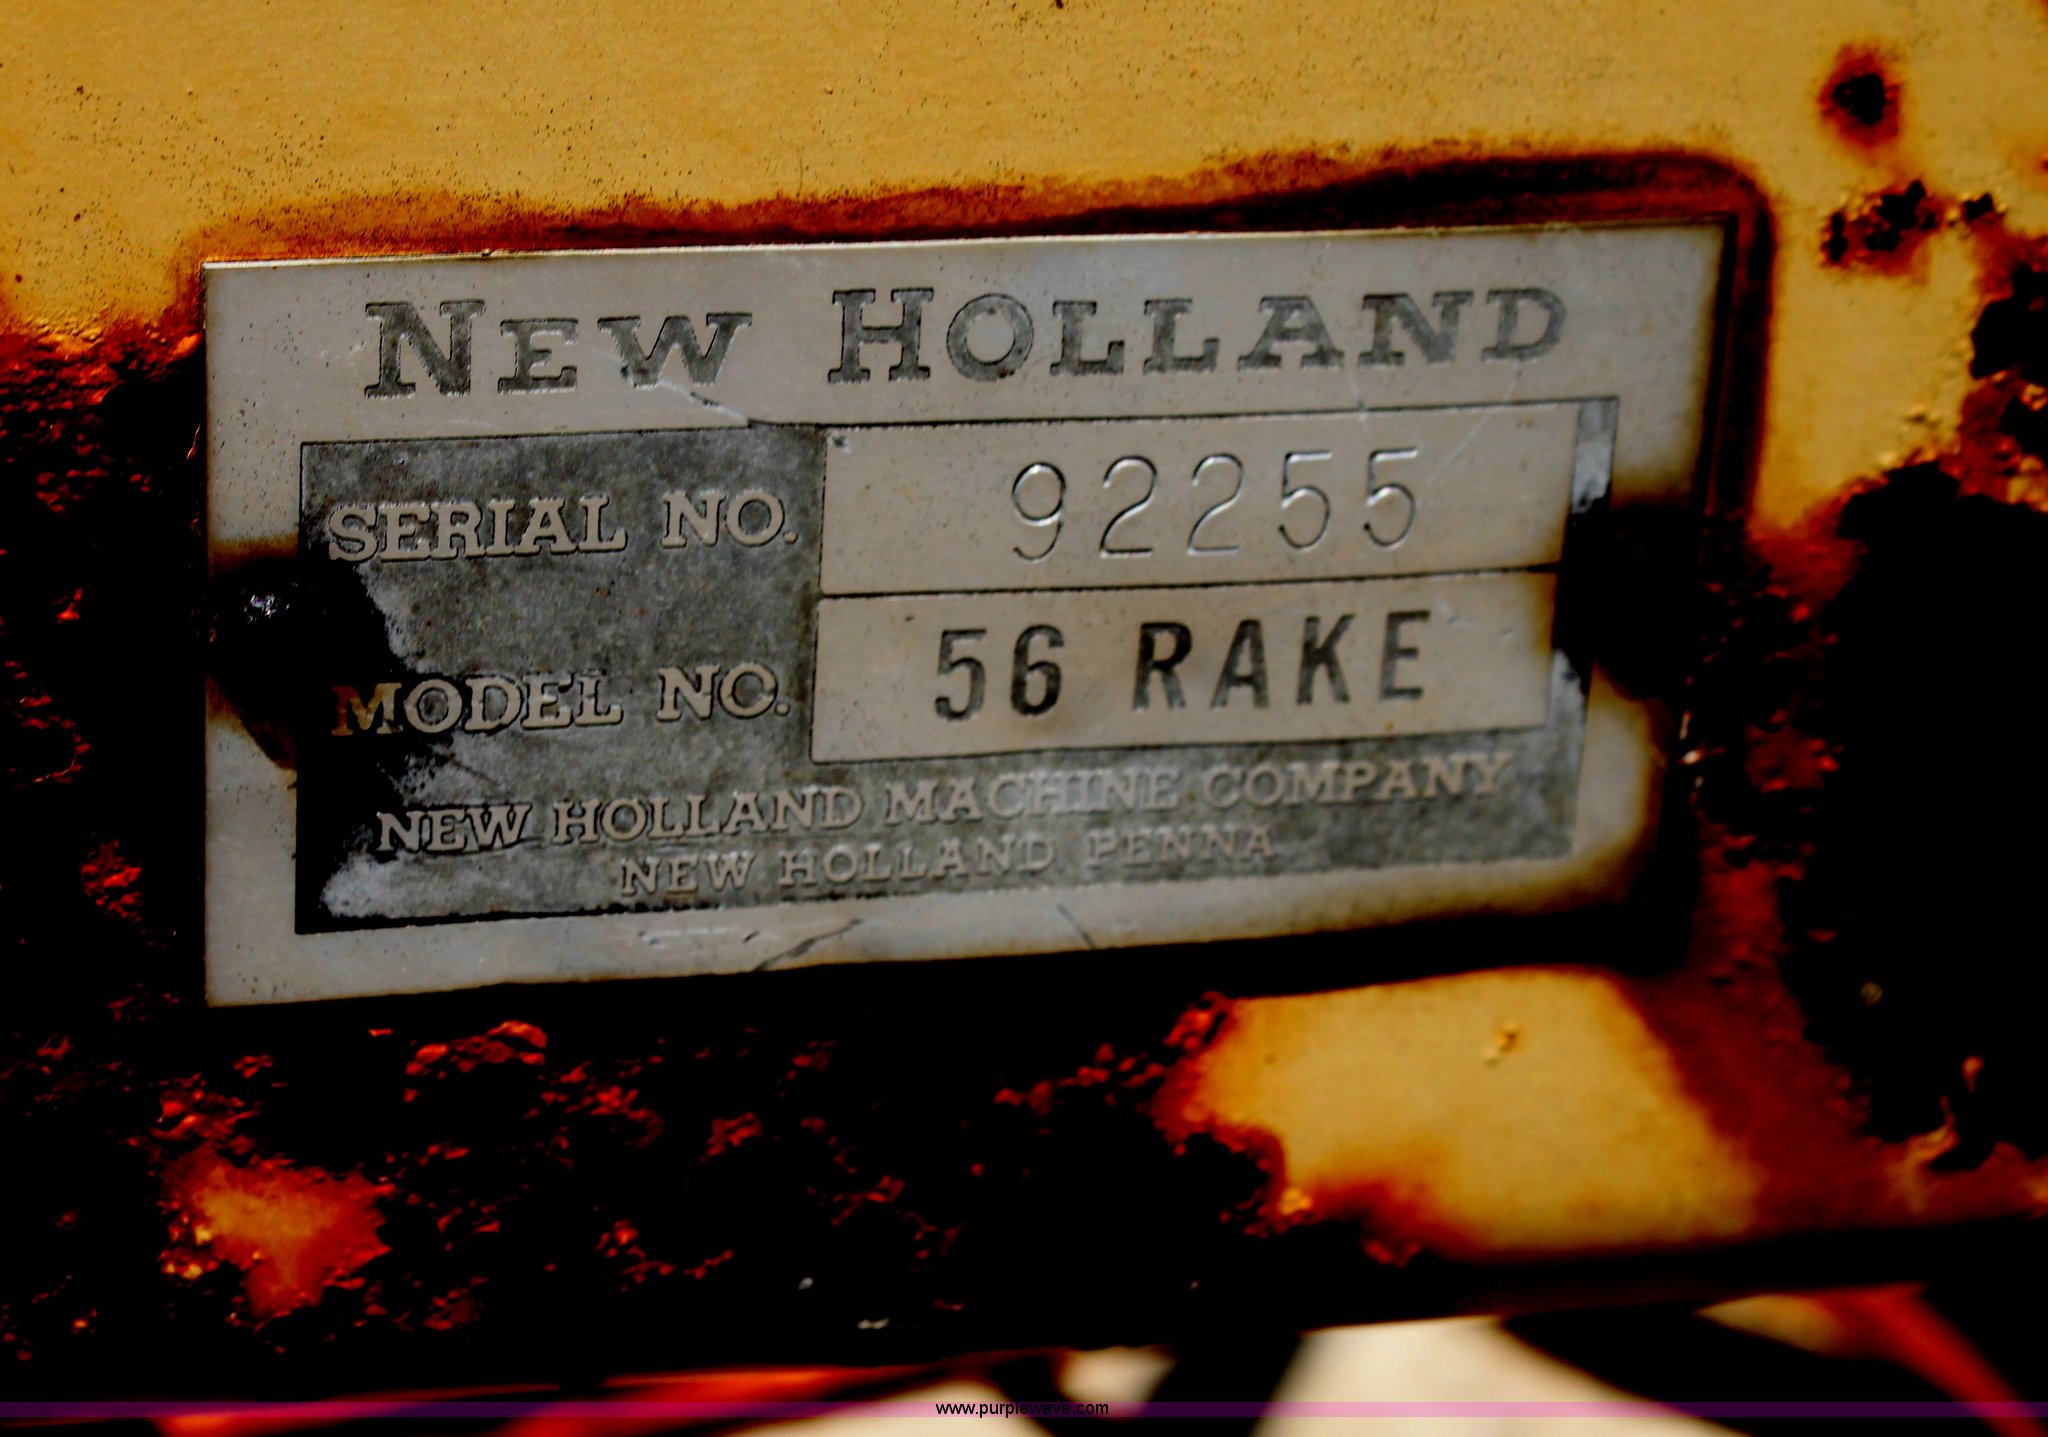 NEW HOLLAND
SERIAL NO. 92255
MODEL NO. 56 RAKE
NEW HOLLAND MACHINE COMPANY
NEW HOLLAND PENNA
www.purplewave.com